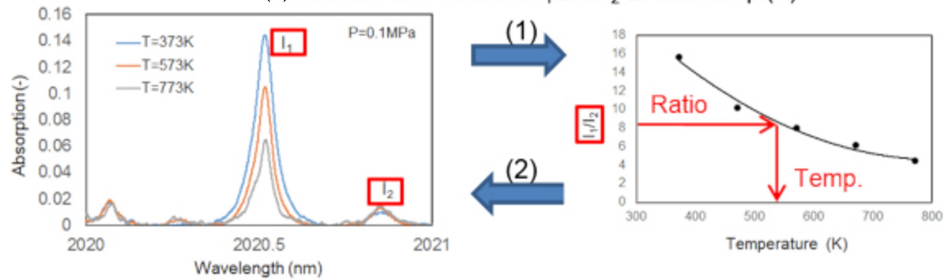 0.16
0.14
0.12
0.1
0.08
0.06
0.04
0.02
0
Absorption (-)
T=373K
T=573K
T=773K
I₁
P=0.1MPa
I₂
2020
2020.5
2021
Wavelength (nm)
(1)
(2)
18
16
14
12
10
8
6
4
2
0
I₁/I₂
Ratio
Temp.
300
400
500
600
700
800
Temperature (K)